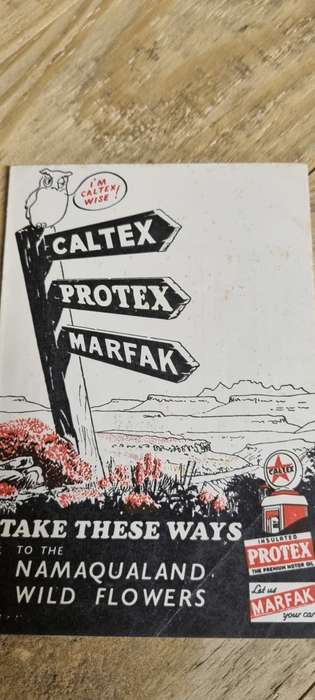 I'M
CALTEX
WISE!
CALTEX
PROTEX
MARFAK
CALTEX
TAKE THESE WAYS
TO THE
NAMAQUALAND
WILD FLOWERS
INSULATED
PROTEX
THE PREMIUM MOTOR OIL
Let us
MARFAK
your car